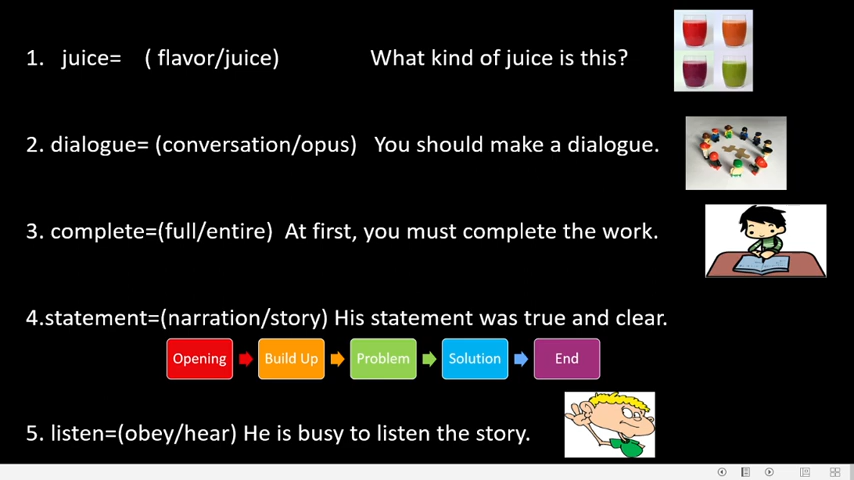 1. juice= ( flavor/juice) What kind of juice is this?
2. dialogue= (conversation/opus) You should make a dialogue.
3. complete=(full/entire) At first, you must complete the work.
4.statement=(narration/story) His statement was true and clear.
Opening Build Up Problem Solution End
5. listen=(obey/hear) He is busy to listen the story.